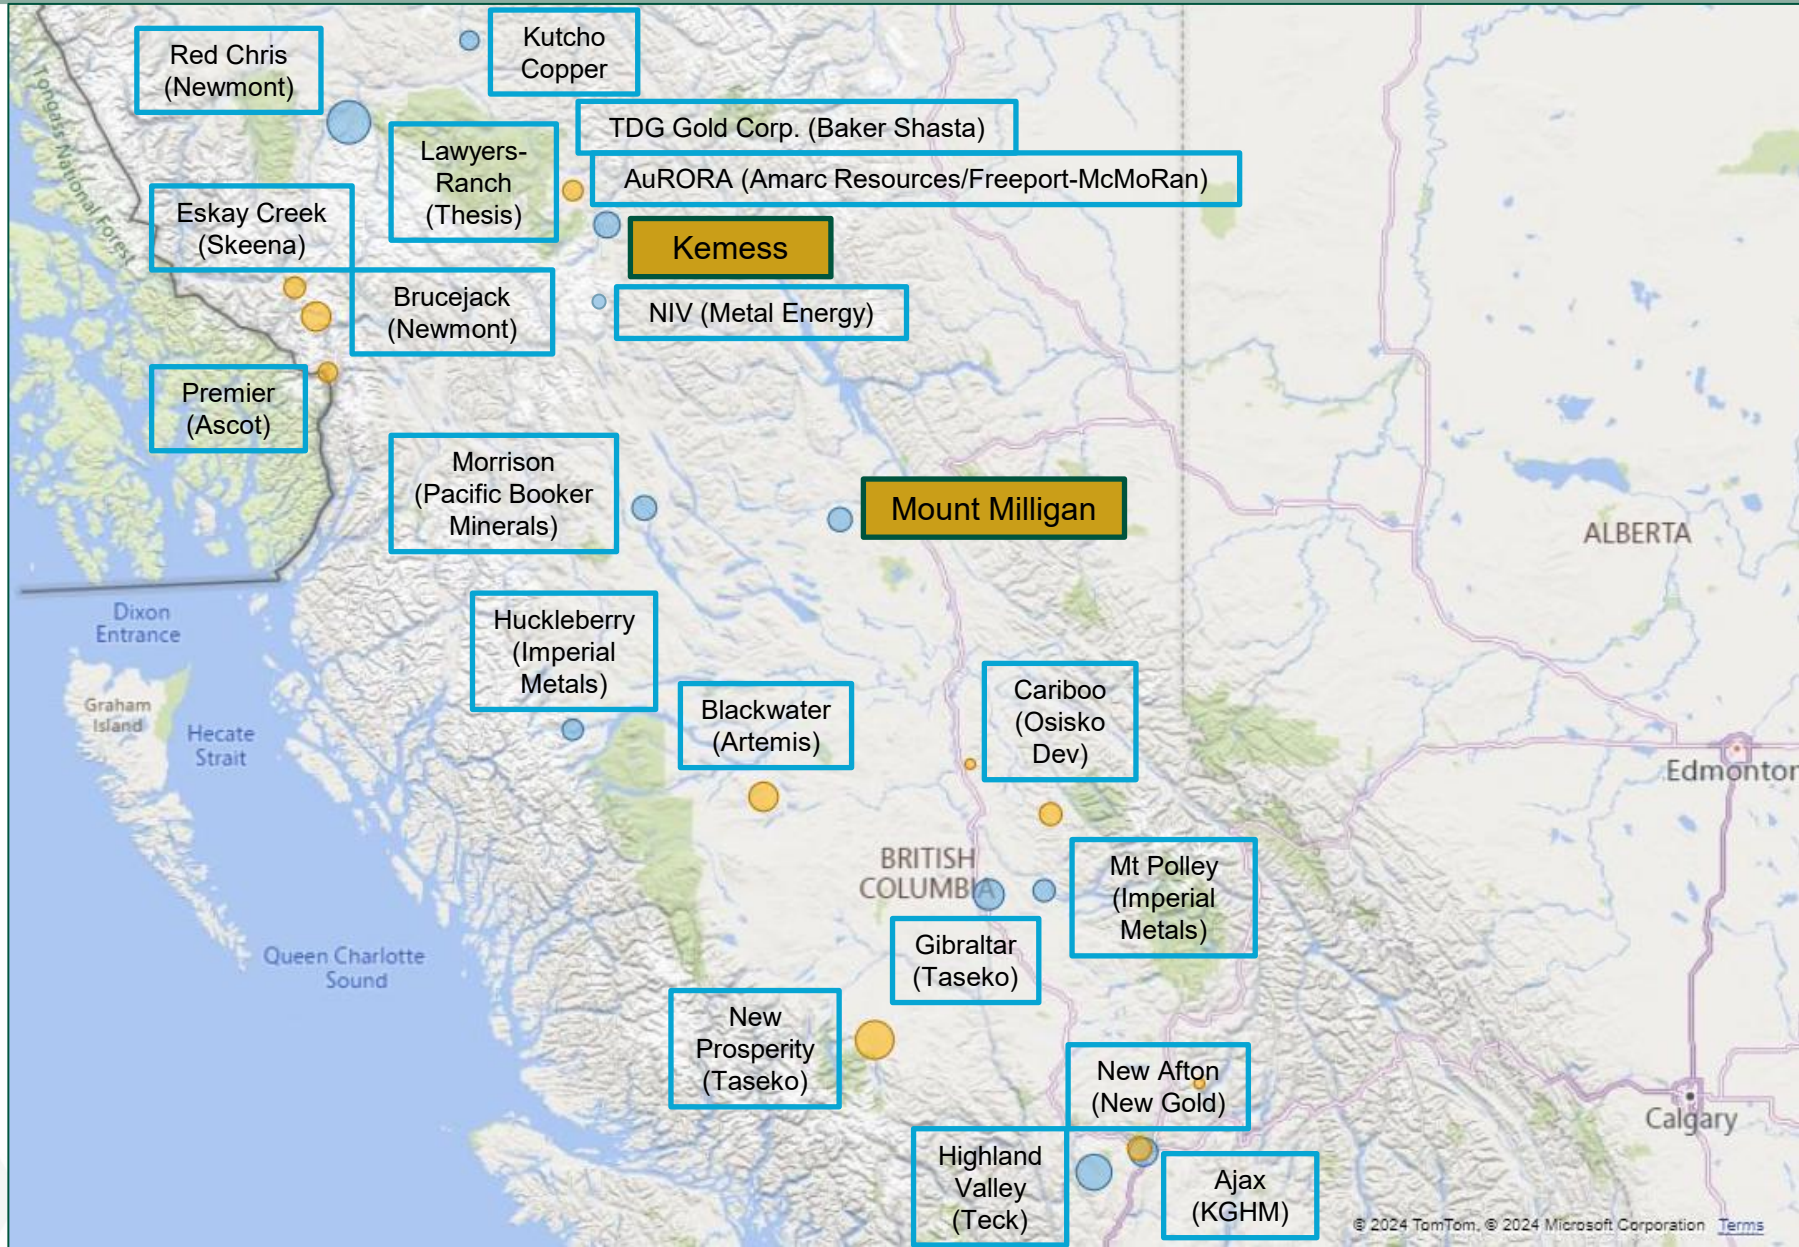 Red Chris
(Newmont)
Kutcho
Copper
TDG Gold Corp. (Baker Shasta)
Lawyers-
Ranch
(Thesis)
AuRORA (Amarc Resources/Freeport-McMoRan)
Tongass National Forest
Eskay Creek
(Skeena)
Kemess
Brucejack
(Newmont)
NIV (Metal Energy)
Premier
(Ascot)
Morrison
(Pacific Booker
Minerals)
Mount Milligan
ALBERTA
Dixon
Entrance
Huckleberry
(Imperial
Metals)
Graham
Island
Hecate
Strait
Blackwater
(Artemis)
Cariboo
(Osisko
Dev)
Edmonton
BRITISH
COLUMBIA
Mt Polley
(Imperial
Metals)
Gibraltar
(Taseko)
Queen Charlotte
Sound
New
Prosperity
(Taseko)
New Afton
(New Gold)
Calgary
Highland
Valley
(Teck)
Ajax
(KGHM)
© 2024 TomTom, © 2024 Microsoft Corporation Terms